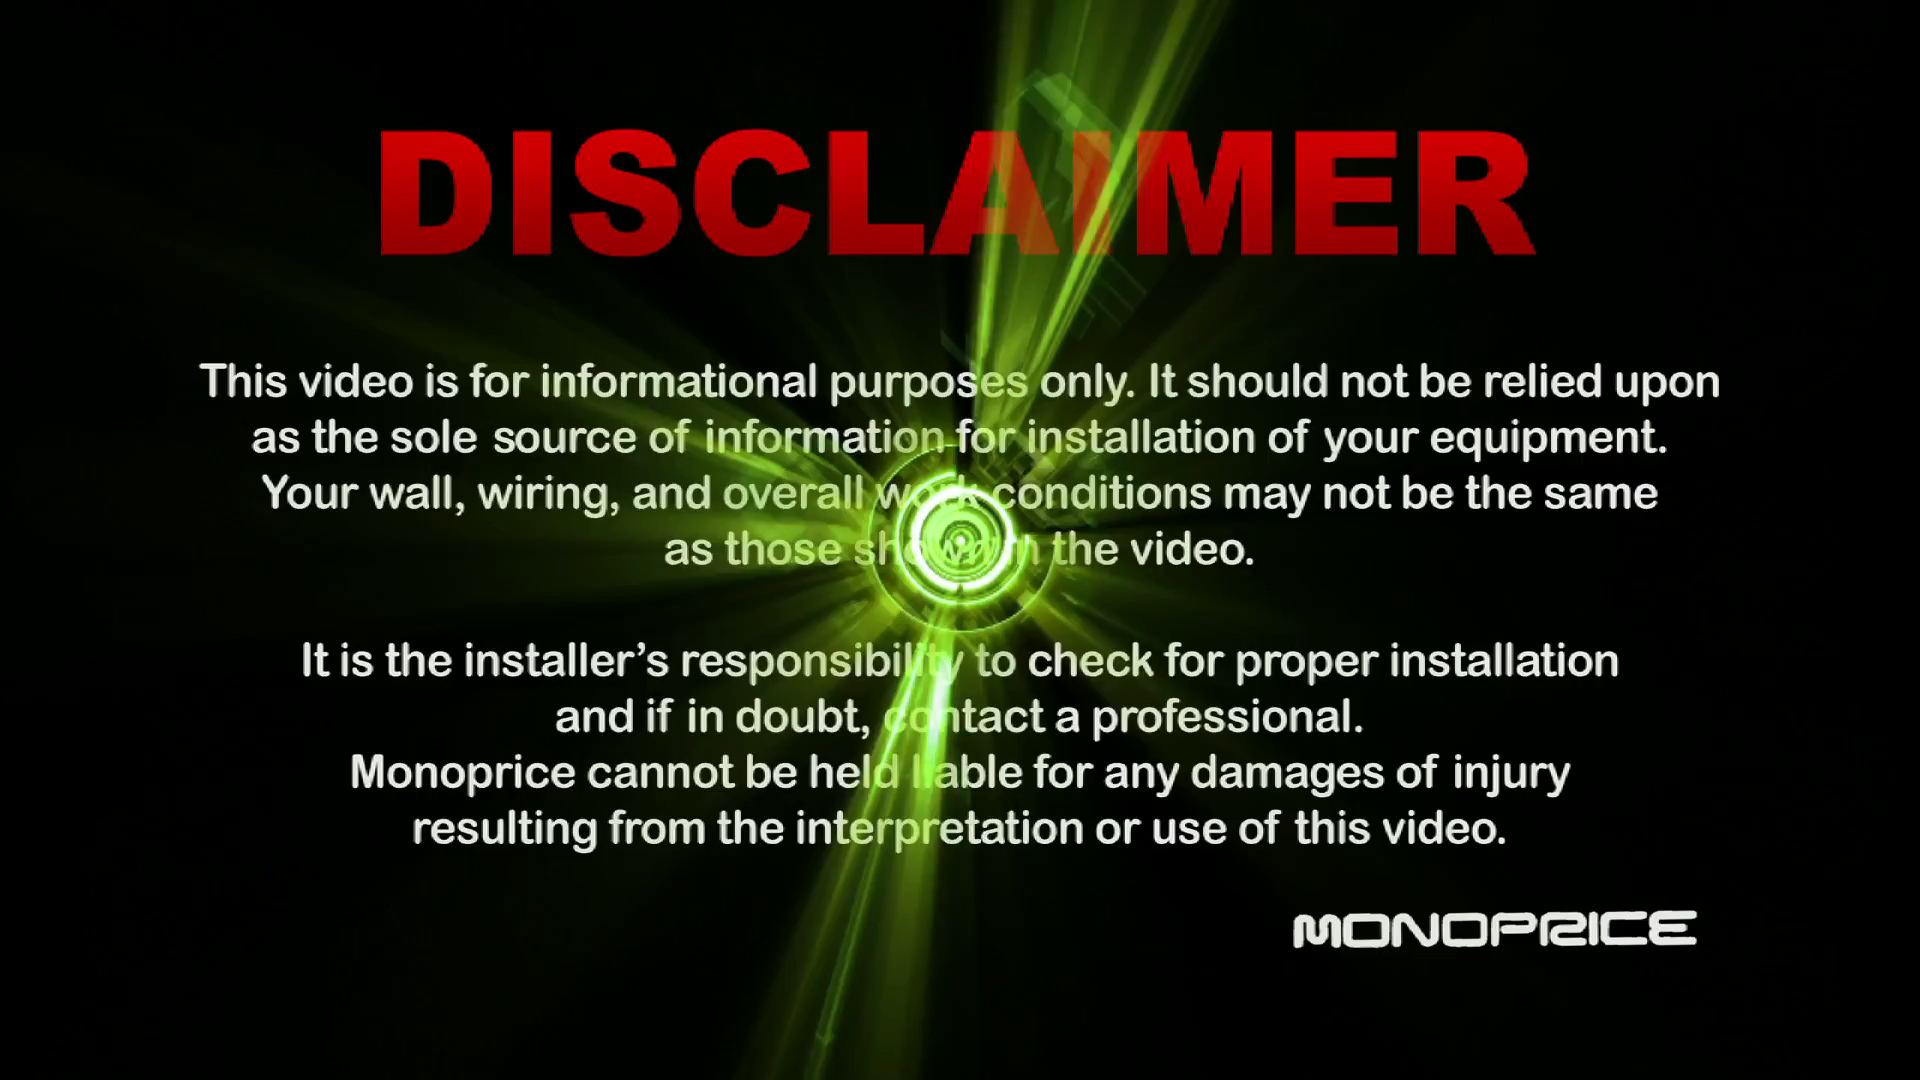 DISCLAIMER
This video is for informational purposes only. It should not be relied upon
as the sole source of information for installation of your equipment.
Your wall, wiring, and overall work conditions may not be the same
as those shown in the video.
It is the installer’s responsibility to check for proper installation
and if in doubt, contact a professional.
Monoprice cannot be held liable for any damages of injury
resulting from the interpretation or use of this video.
MONOPRICE